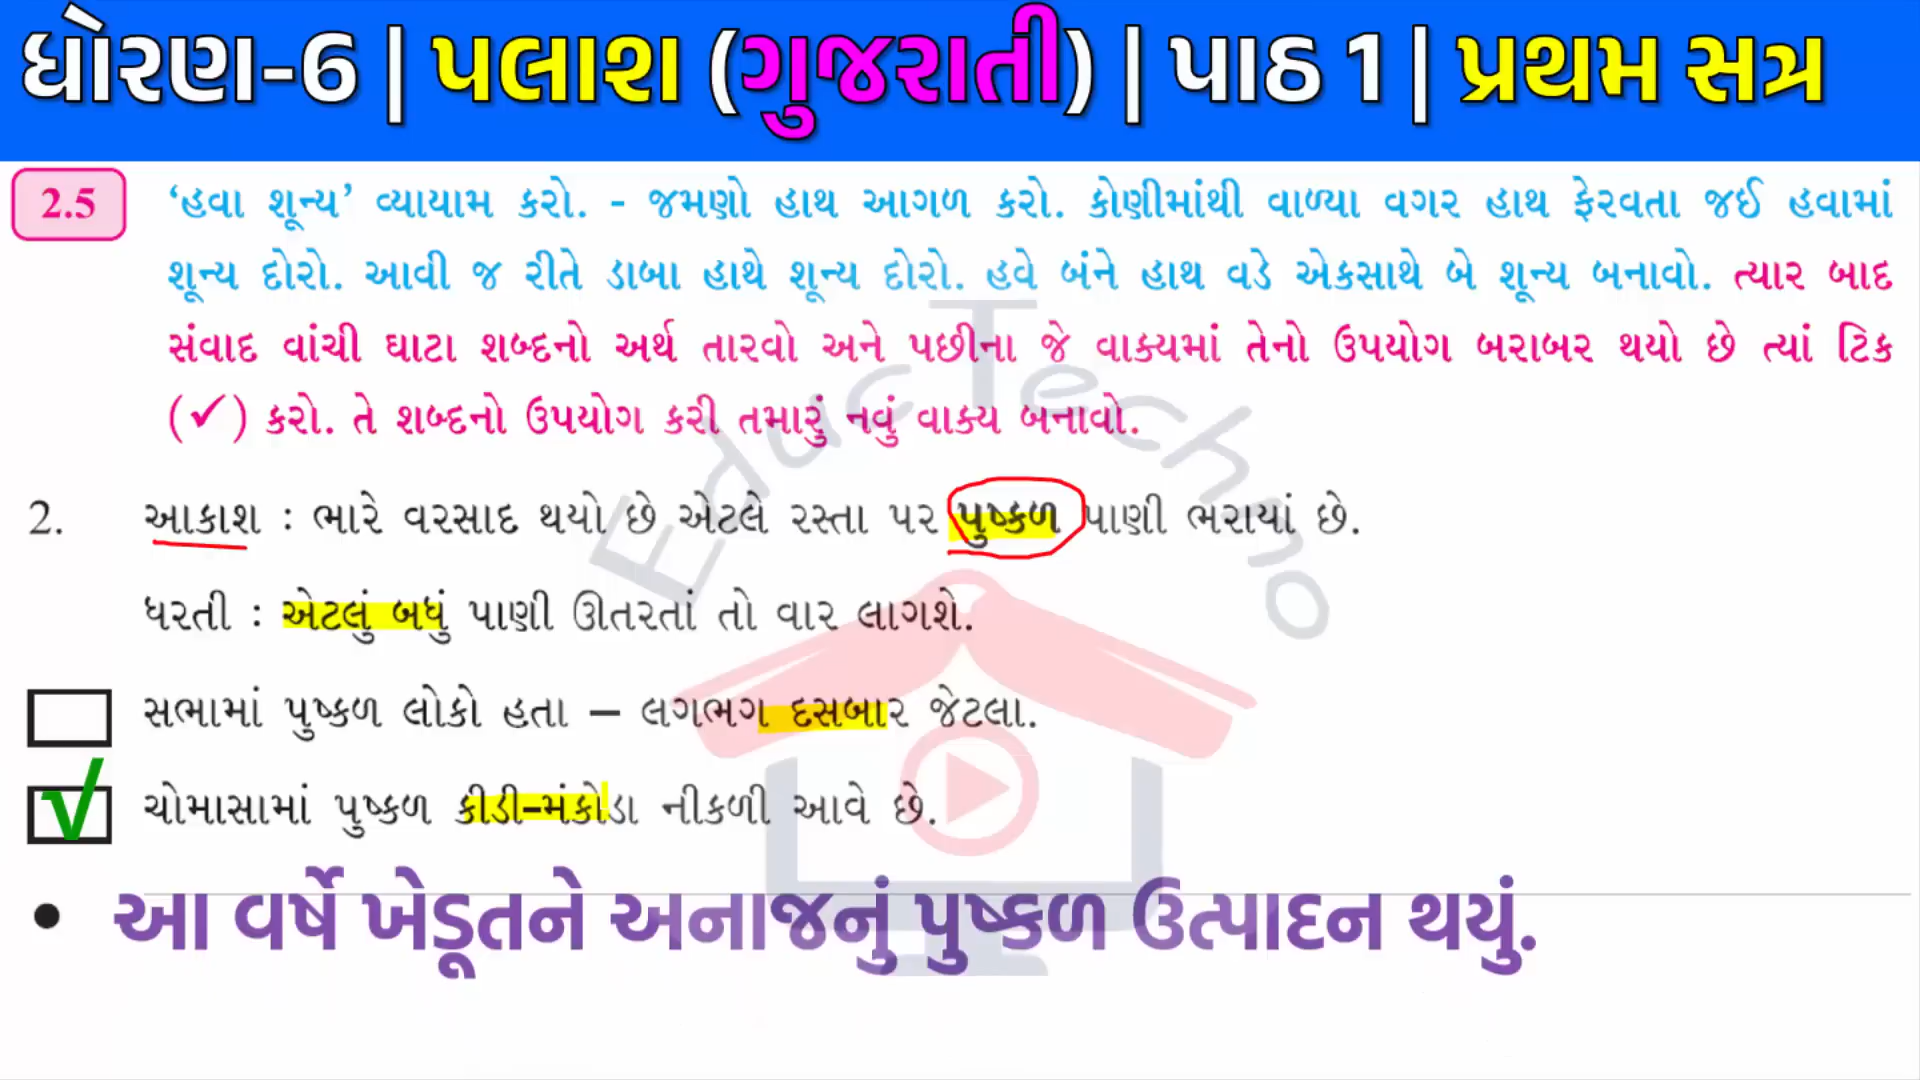 ધોરણ-6 | પલાશ (ગુજરાતી) | પાઠ 1 | પ્રથમ સત્ર
2.5 ‘હવા શૂન્ય’ વ્યાયામ કરો. - જમણો હાથ આગળ કરો. કોણીમાંથી વાળ્યા વગર હાથ ફેરવતા જઈ હવામાં
શૂન્ય દોરો. આવી જ રીતે ડાબા હાથે શૂન્ય દોરો. હવે બંને હાથ વડે એકસાથે બે શૂન્ય બનાવો. ત્યાર બાદ
સંવાદ વાંચી ઘાટા શબ્દનો અર્થ તારવો અને પછીના જે વાક્યમાં તેનો ઉપયોગ બરાબર થયો છે ત્યાં ટિક
(✓) કરો. તે શબ્દનો ઉપયોગ કરી તમારું નવું વાક્ય બનાવો.
2. આકાશ : ભારે વરસાદ થયો છે એટલે રસ્તા પર પુષ્કળ પાણી ભરાયાં છે.
ધરતી : એટલું બધું પાણી ઊતરતાં તો વાર લાગશે.
સભામાં પુષ્કળ લોકો હતા – લગભગ દસબાર જેટલા.
√ ચોમાસામાં પુષ્કળ કીડી–મંકોડા નીકળી આવે છે.
• આ વર્ષે ખેડૂતને અનાજનું પુષ્કળ ઉત્પાદન થયું.
EducTechno